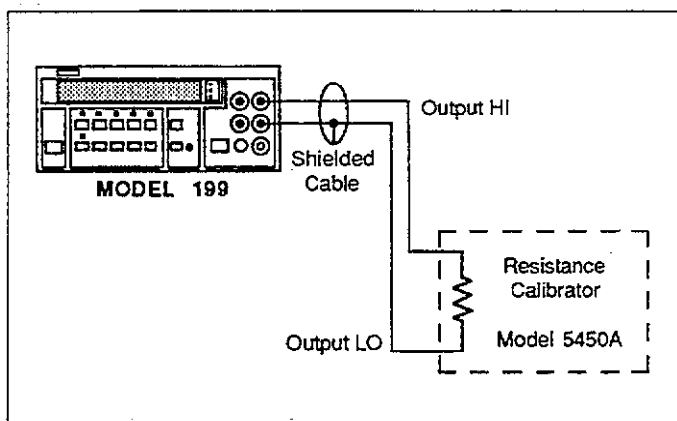 Output HI
Shielded
Cable
MODEL 199
Resistance
Calibrator
Output LO
Model 5450A